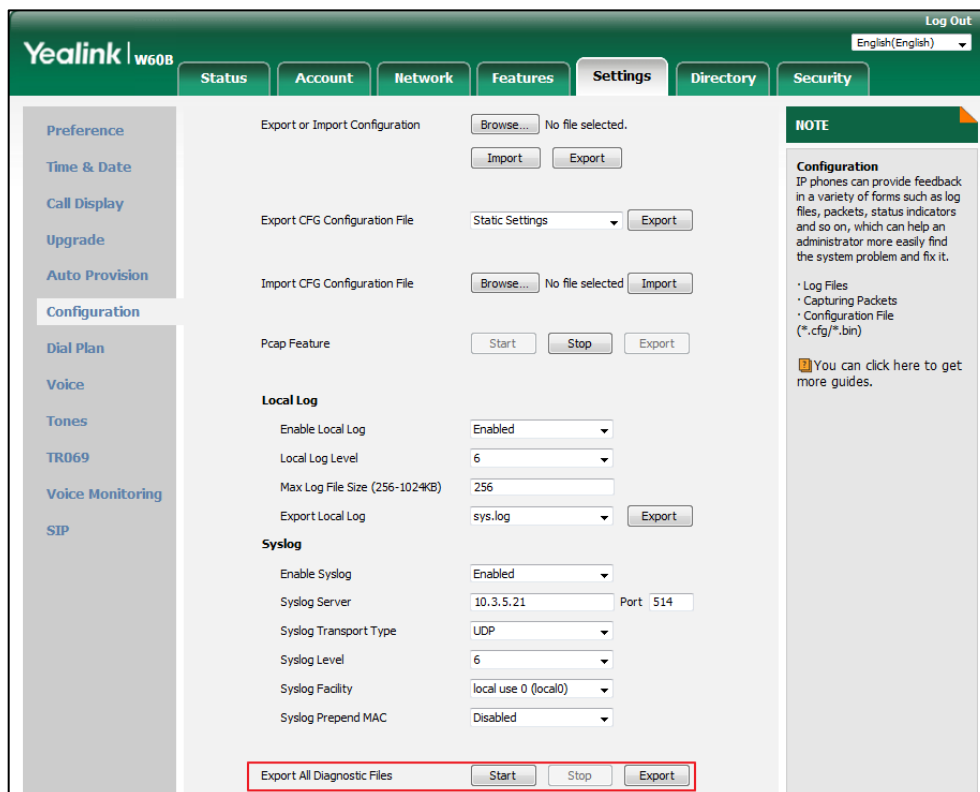 Log Out
Yealink | W60B
English(English)
Status Account Network Features Settings Directory Security
Preference
Time & Date
Call Display
Upgrade
Auto Provision
Configuration
Dial Plan
Voice
Tones
TR069
Voice Monitoring
SIP
Export or Import Configuration Browse... No file selected.
Import Export
Export CFG Configuration File Static Settings Export
Import CFG Configuration File Browse... No file selected Import
Pcap Feature Start Stop Export
Local Log
Enable Local Log Enabled
Local Log Level 6
Max Log File Size (256-1024KB) 256
Export Local Log sys.log Export
Syslog
Enable Syslog Enabled
Syslog Server 10.3.5.21 Port 514
Syslog Transport Type UDP
Syslog Level 6
Syslog Facility local use 0 (local0)
Syslog Prepend MAC Disabled
Export All Diagnostic Files Start Stop Export
NOTE
Configuration
IP phones can provide feedback
in a variety of forms such as log
files, packets, status indicators
and so on, which can help an
administrator more easily find
the system problem and fix it.
· Log Files
· Capturing Packets
· Configuration File
(*.cfg/*.bin)
You can click here to get
more guides.